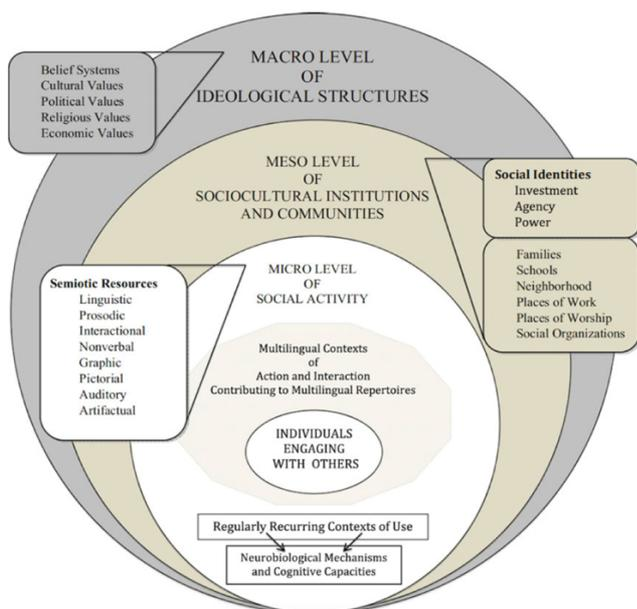 MACRO LEVEL
OF
IDEOLOGICAL STRUCTURES
Belief Systems
Cultural Values
Political Values
Religious Values
Economic Values
MESO LEVEL
OF
SOCIOCULTURAL INSTITUTIONS
AND COMMUNITIES
Social Identities
Investment
Agency
Power
Families
Schools
Neighborhood
Places of Work
Places of Worship
Social Organizations
MICRO LEVEL
OF
SOCIAL ACTIVITY
Semiotic Resources
Linguistic
Prosodic
Interactional
Nonverbal
Graphic
Pictorial
Auditory
Artifactual
Multilingual Contexts
of
Action and Interaction
Contributing to Multilingual Repertoires
INDIVIDUALS
ENGAGING
WITH OTHERS
Regularly Recurring Contexts of Use
Neurobiological Mechanisms
and Cognitive Capacities